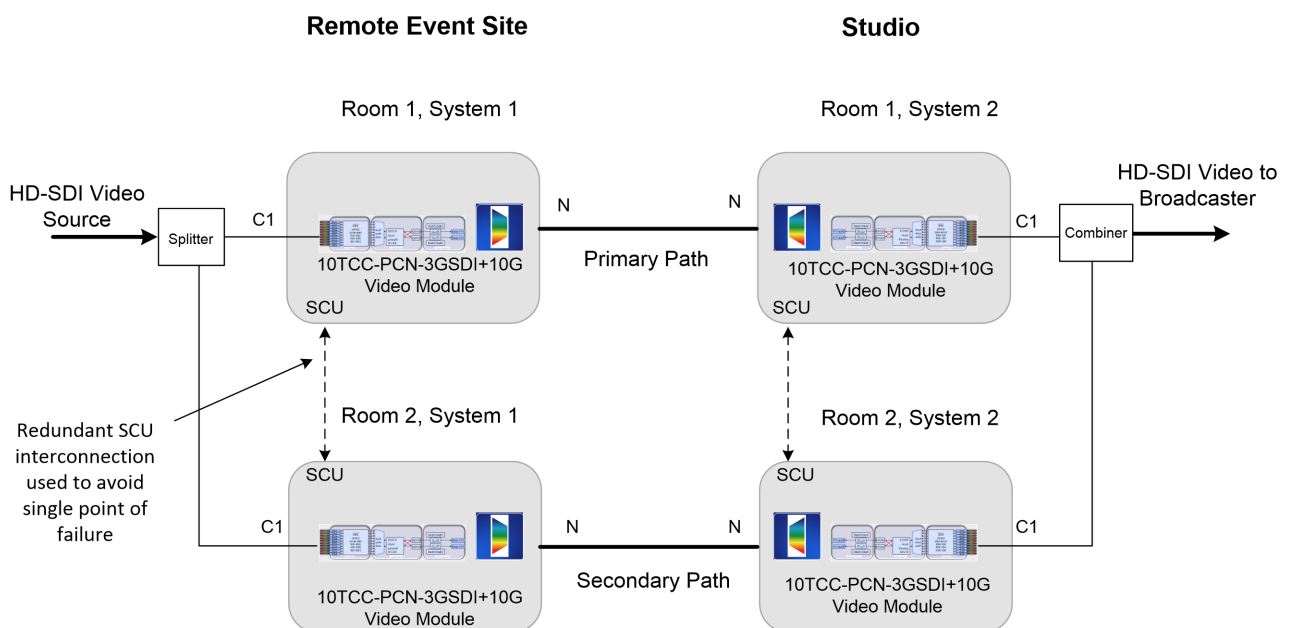 Remote Event Site
Studio
Room 1, System 1
Room 1, System 2
HD-SDI Video
Source
HD-SDI Video to
Broadcaster
Splitter
C1
N
N
C1
Combiner
Primary Path
10TCC-PCN-3GSDI+10G
Video Module
10TCC-PCN-3GSDI+10G
Video Module
SCU
SCU
Room 2, System 1
Room 2, System 2
Redundant SCU
interconnection
used to avoid
single point of
failure
SCU
SCU
C1
N
N
C1
Secondary Path
10TCC-PCN-3GSDI+10G
Video Module
10TCC-PCN-3GSDI+10G
Video Module